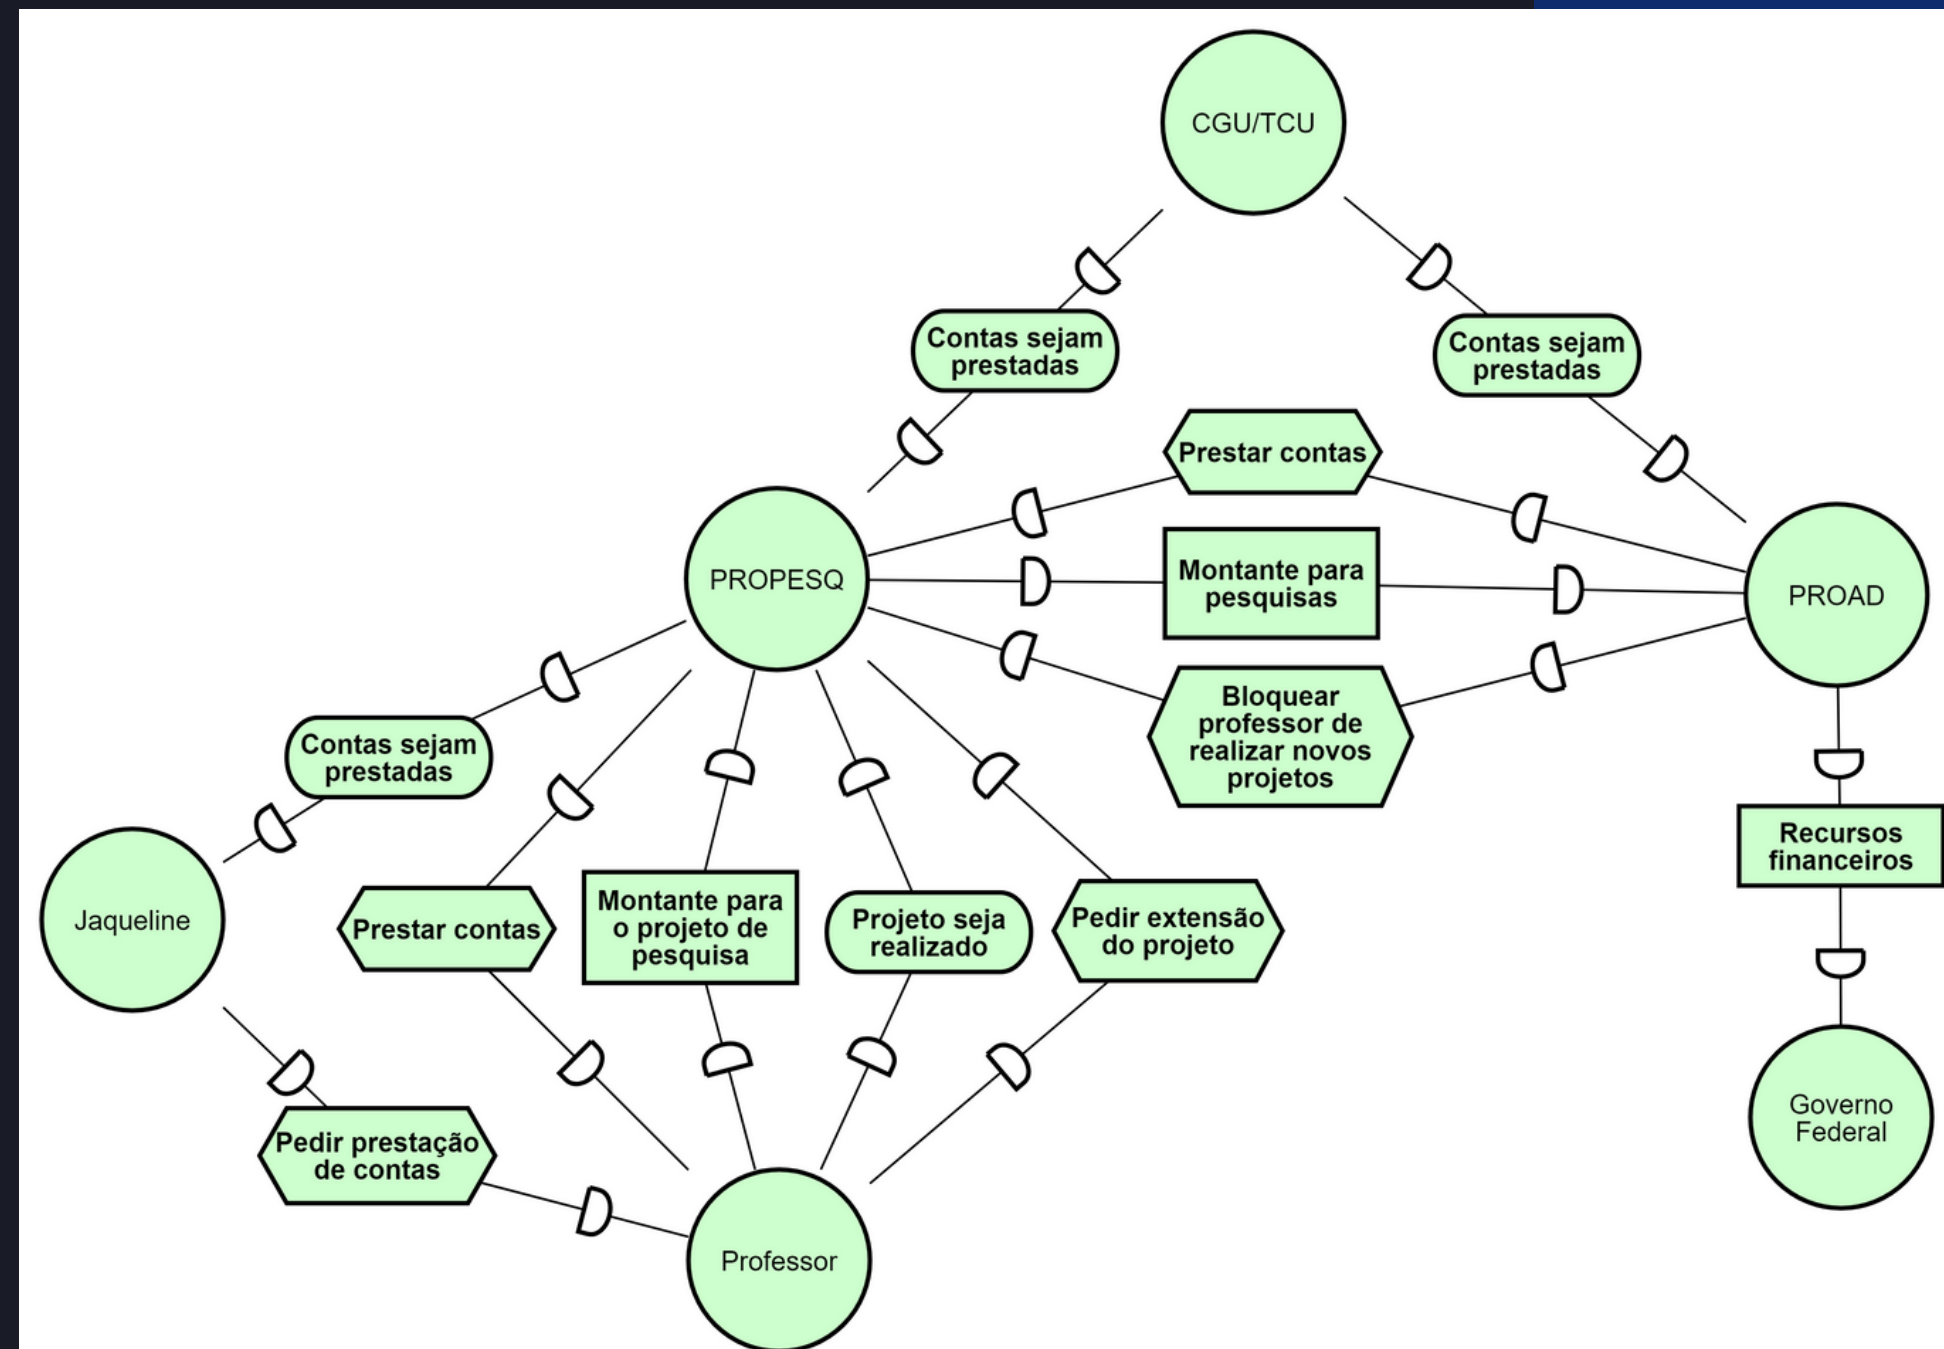 CGU/TCU
Contas sejam
prestadas
Contas sejam
prestadas
Prestar contas
PROPESQ
Montante para
pesquisas
PROAD
Bloquear
professor de
realizar novos
projetos
Contas sejam
prestadas
Recursos
financeiros
Jaqueline
Prestar contas
Montante para
o projeto de
pesquisa
Projeto seja
realizado
Pedir extensão
do projeto
Pedir prestação
de contas
Governo
Federal
Professor